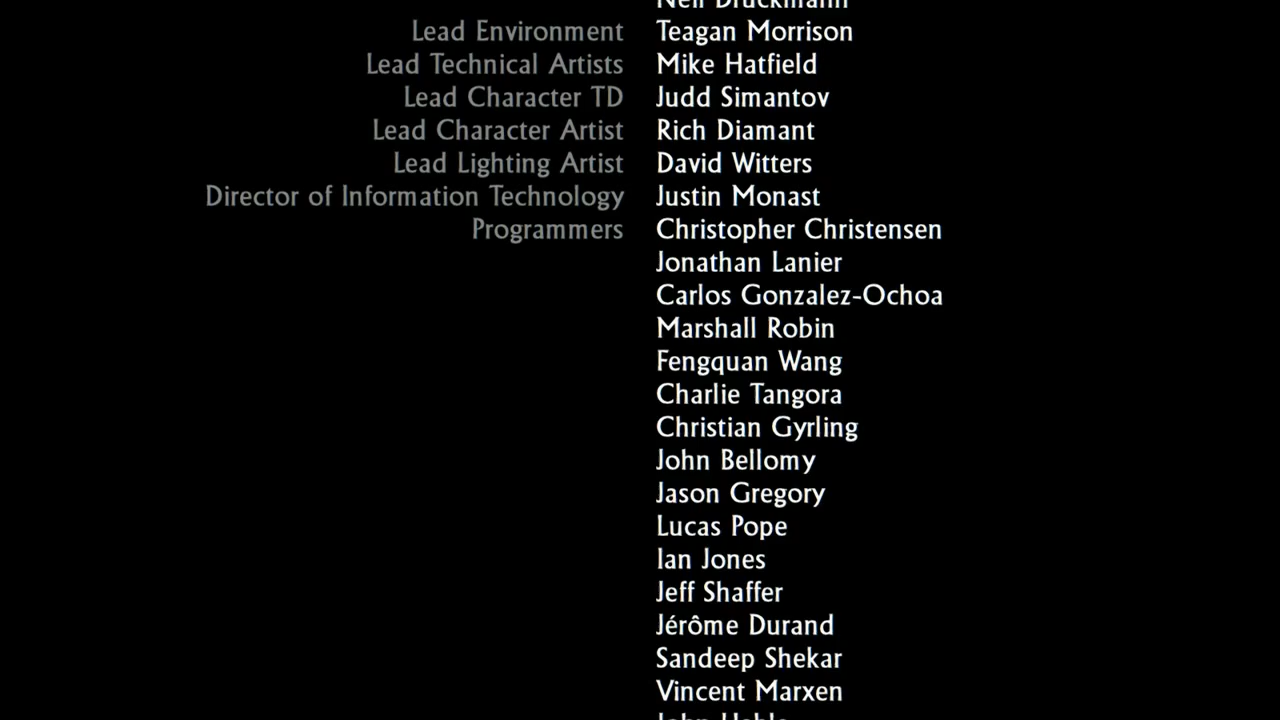 Neil Druckmann
Lead Environment Teagan Morrison
Lead Technical Artists Mike Hatfield
Lead Character TD Judd Simantov
Lead Character Artist Rich Diamant
Lead Lighting Artist David Witters
Director of Information Technology Justin Monast
Programmers Christopher Christensen
Jonathan Lanier
Carlos Gonzalez-Ochoa
Marshall Robin
Fengquan Wang
Charlie Tangora
Christian Gyrling
John Bellomy
Jason Gregory
Lucas Pope
Ian Jones
Jeff Shaffer
Jérôme Durand
Sandeep Shekar
Vincent Marxen
John